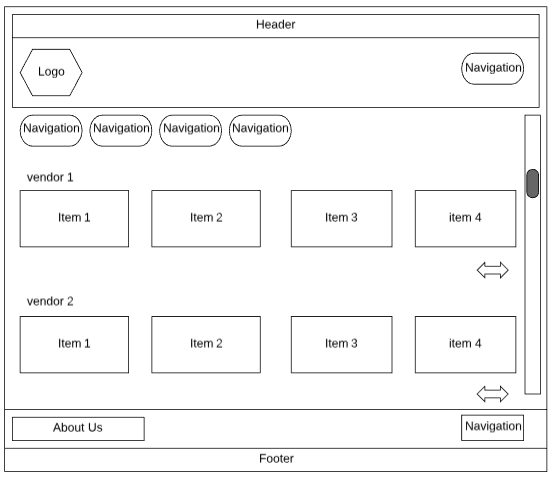 Header
Logo
Navigation
Navigation
Navigation
Navigation
Navigation
vendor 1
Item 1
Item 2
Item 3
item 4
vendor 2
Item 1
Item 2
Item 3
item 4
About Us
Navigation
Footer